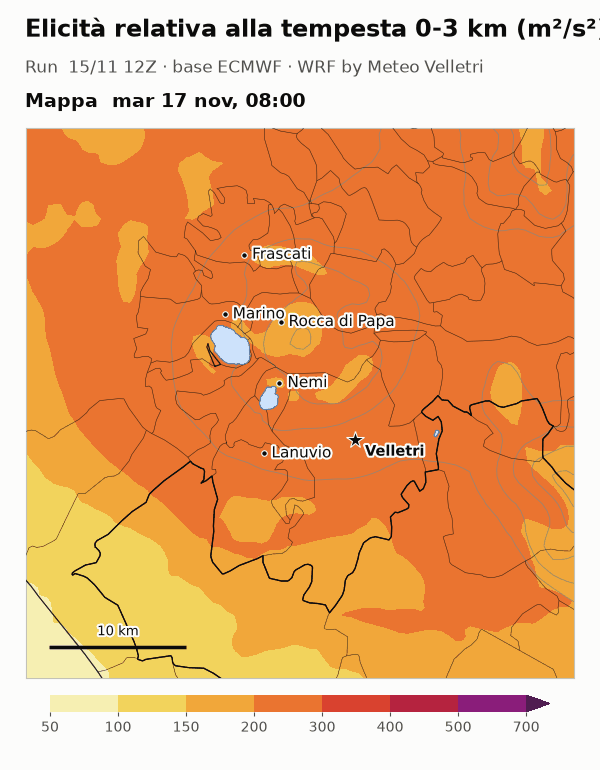 Elicità relativa alla tempesta 0-3 km (m²/s²)
Run 15/11 12Z · base ECMWF · WRF by Meteo Velletri
Mappa mar 17 nov, 08:00
Frascati
Marino
Rocca di Papa
Nemi
Velletri
Lanuvio
10 km
50 100 150 200 300 400 500 700